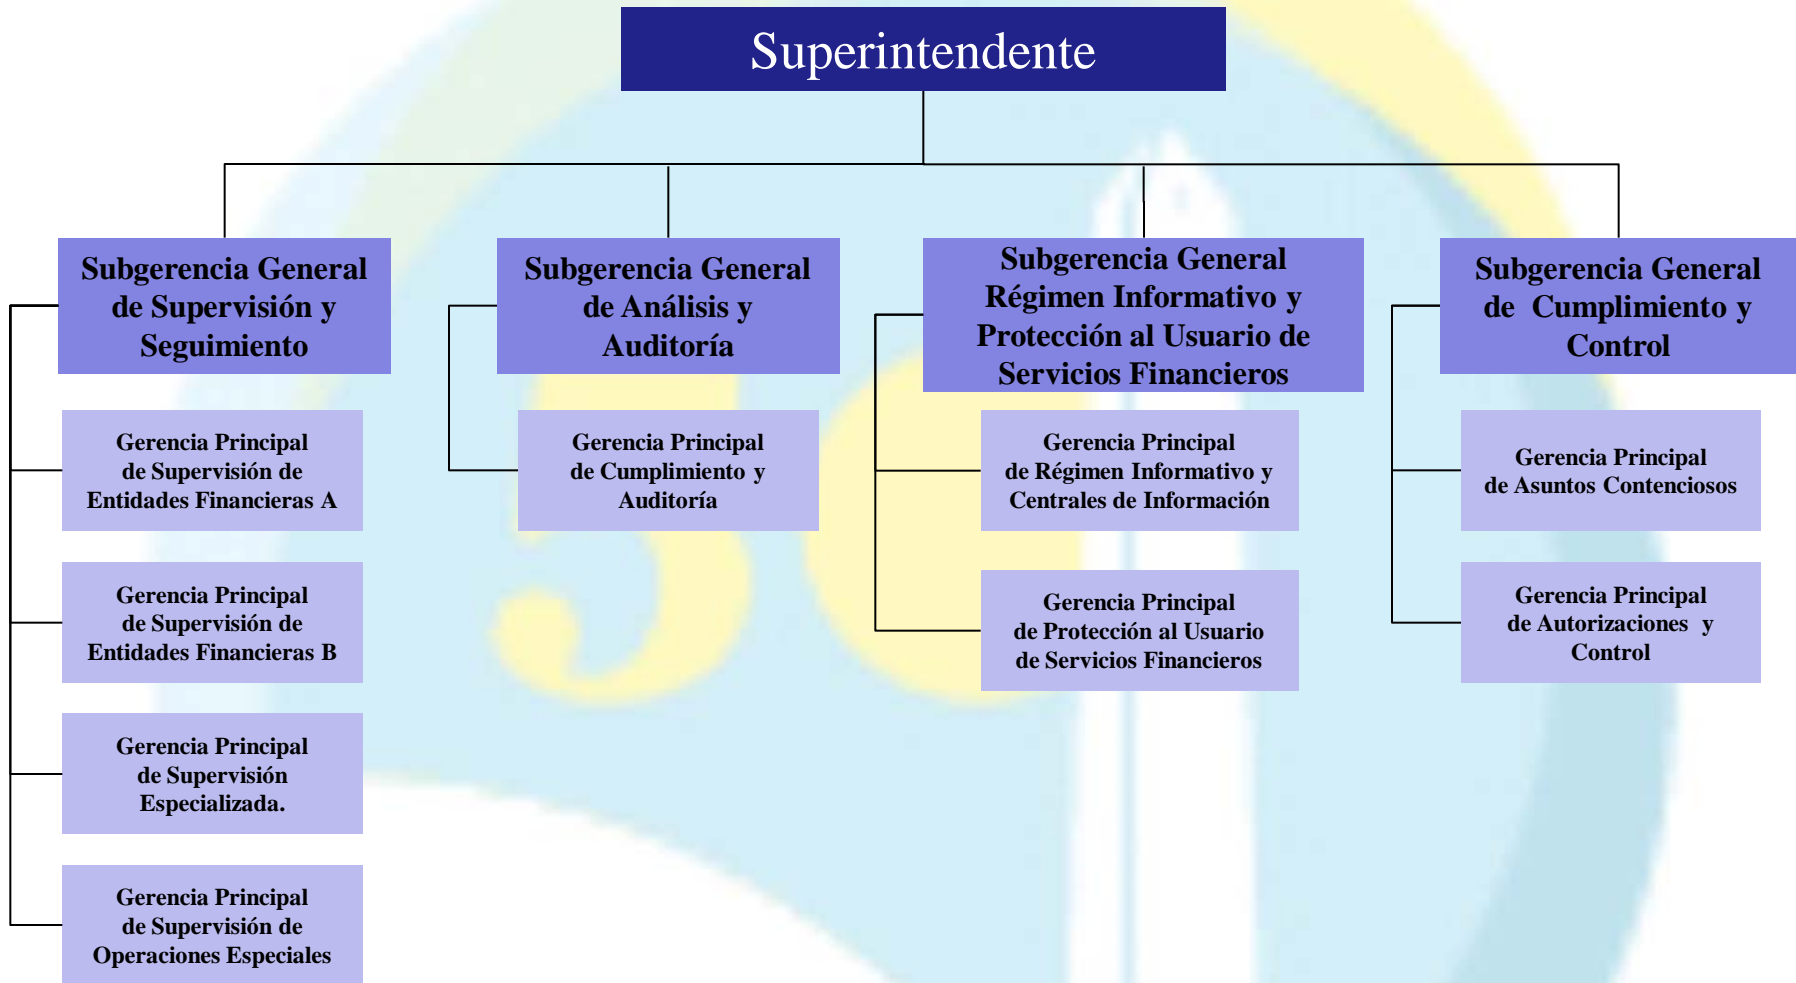 Superintendente
Subgerencia General
de Supervisión y
Seguimiento
Gerencia Principal
de Supervisión de
Entidades Financieras A
Gerencia Principal
de Supervisión de
Entidades Financieras B
Gerencia Principal
de Supervisión
Especializada.
Gerencia Principal
de Supervisión de
Operaciones Especiales
Subgerencia General
de Análisis y
Auditoría
Gerencia Principal
de Cumplimiento y
Auditoría
Subgerencia General
Régimen Informativo y
Protección al Usuario de
Servicios Financieros
Gerencia Principal
de Régimen Informativo y
Centrales de Información
Gerencia Principal
de Protección al Usuario
de Servicios Financieros
Subgerencia General
de Cumplimiento y
Control
Gerencia Principal
de Asuntos Contenciosos
Gerencia Principal
de Autorizaciones y
Control